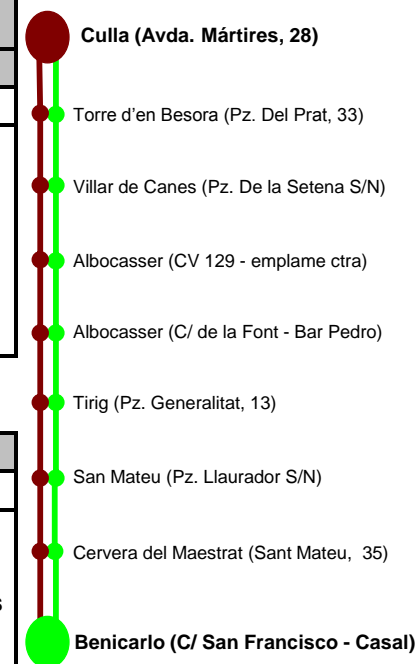 Culla (Avda. Mártires, 28)
Torre d'en Besora (Pz. Del Prat, 33)
Villar de Canes (Pz. De la Setena S/N)
Albocasser (CV 129 - emplame ctra)
Albocasser (C/ de la Font - Bar Pedro)
Tirig (Pz. Generalitat, 13)
San Mateu (Pz. Llaurador S/N)
Cervera del Maestrat (Sant Mateu, 35)
Benicarlo (C/ San Francisco - Casal)